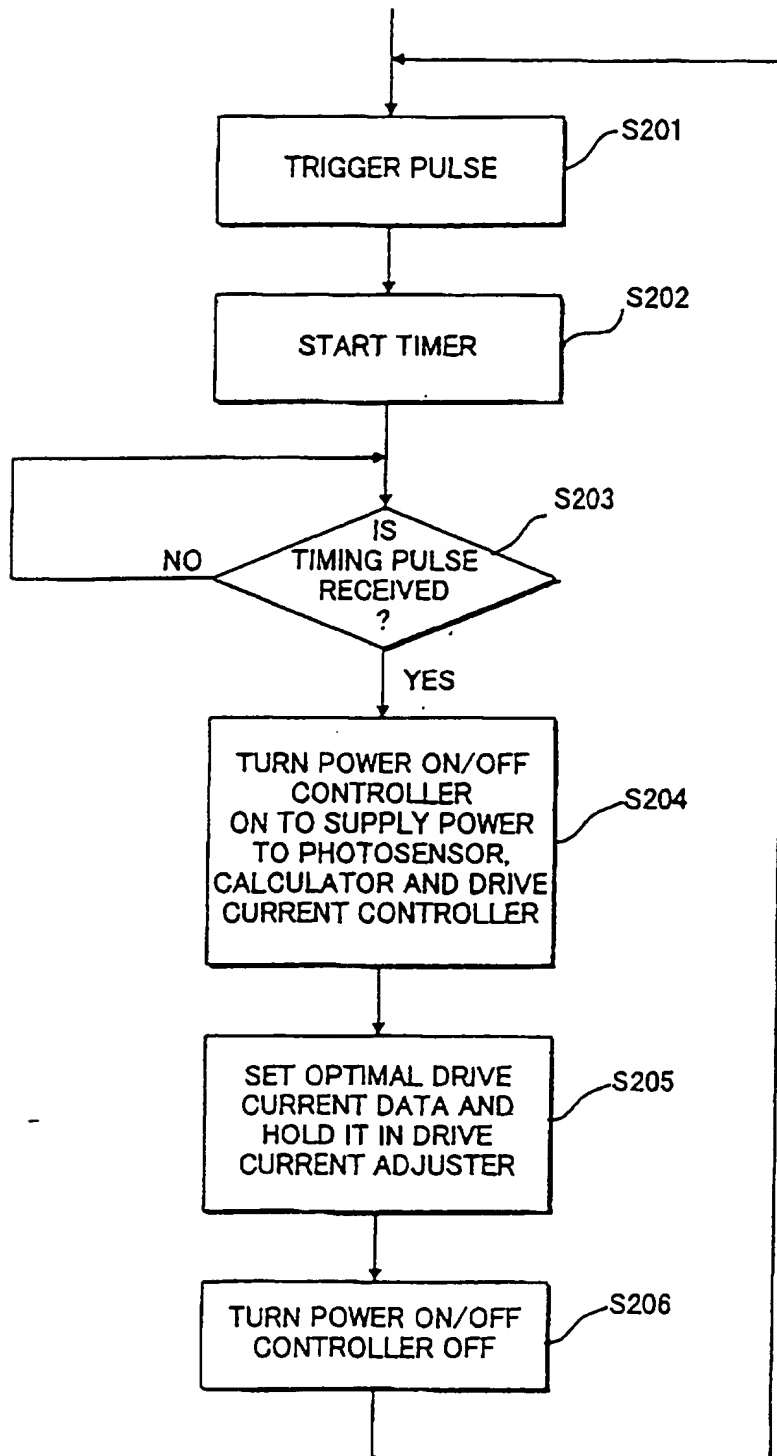 S201
TRIGGER PULSE
S202
START TIMER
S203
IS
TIMING PULSE
RECEIVED
?
NO
YES
TURN POWER ON/OFF
CONTROLLER
ON TO SUPPLY POWER
TO PHOTOSENSOR,
CALCULATOR AND DRIVE
CURRENT CONTROLLER
S204
SET OPTIMAL DRIVE
CURRENT DATA AND
HOLD IT IN DRIVE
CURRENT ADJUSTER
S205
TURN POWER ON/OFF
CONTROLLER OFF
S206